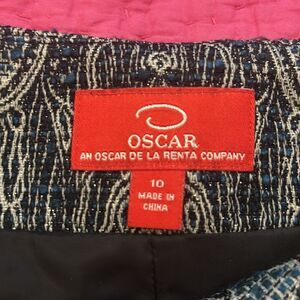 OSCAR
AN OSCAR DE LA RENTA COMPANY
10
MADE IN
CHINA